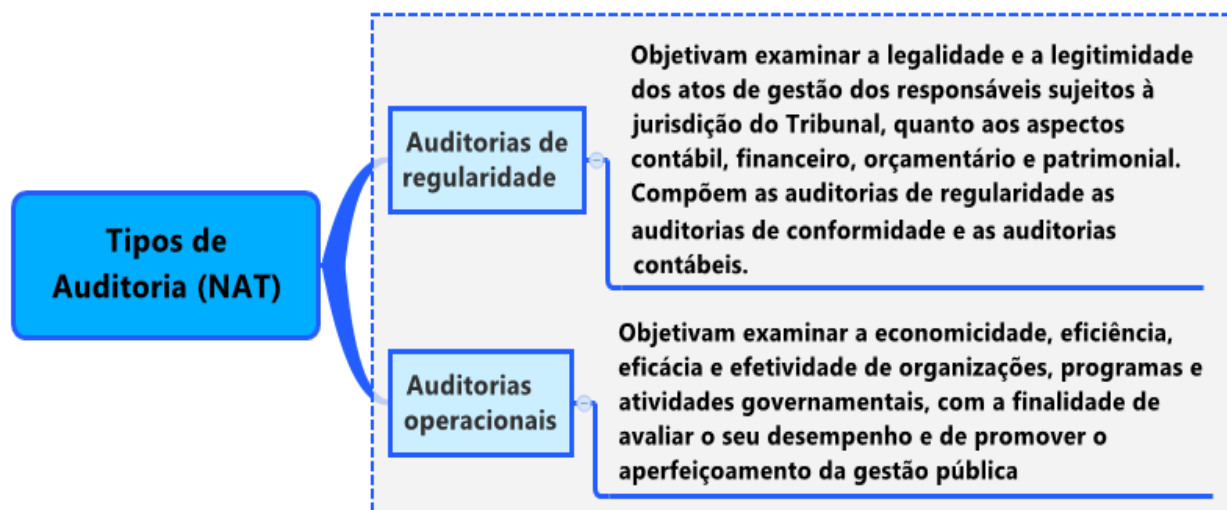 Tipos de
Auditoria (NAT)
Auditorias de
regularidade
Objetivam examinar a legalidade e a legitimidade
dos atos de gestão dos responsáveis sujeitos à
jurisdição do Tribunal, quanto aos aspectos
contábil, financeiro, orçamentário e patrimonial.
Compõem as auditorias de regularidade as
auditorias de conformidade e as auditorias
contábeis.
Auditorias
operacionais
Objetivam examinar a economicidade, eficiência,
eficácia e efetividade de organizações, programas e
atividades governamentais, com a finalidade de
avaliar o seu desempenho e de promover o
aperfeiçoamento da gestão pública